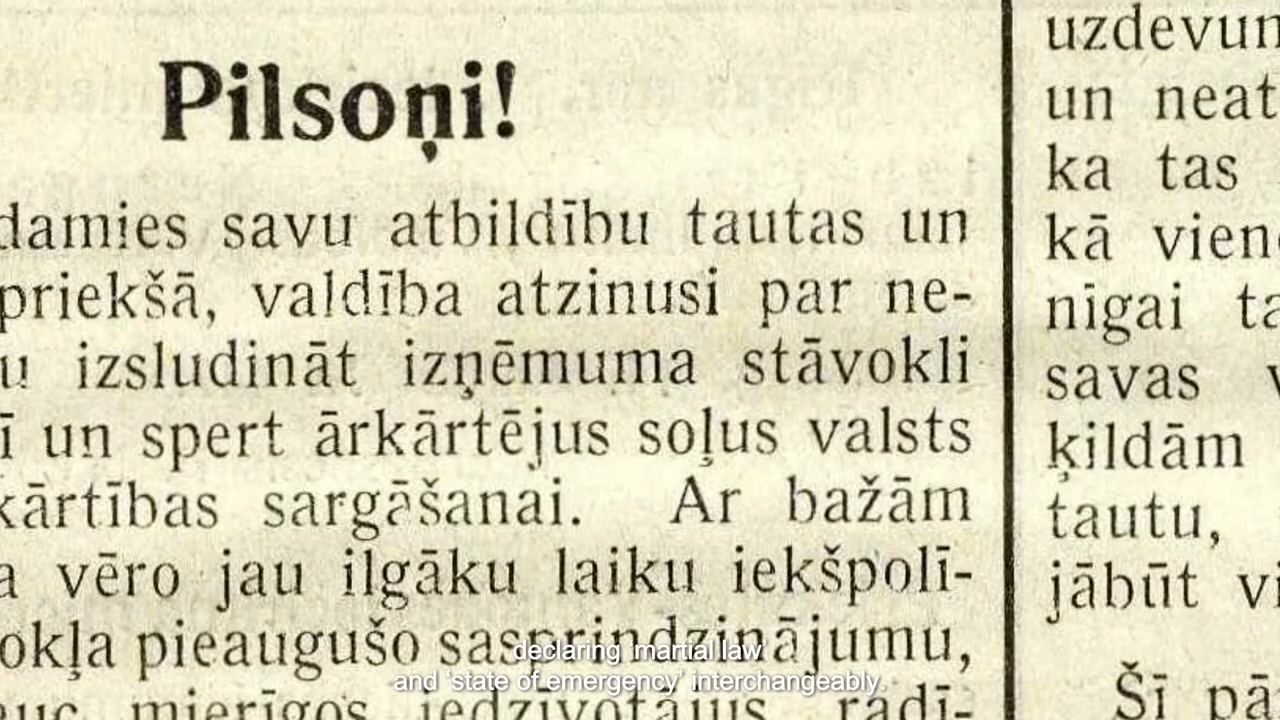 Pilsoņi!
damies savu atbildību tautas un
priekšā, valdība atzinusi par ne-
izsludināt izņēmuma stāvokli
un spert ārkārtējus soļus valsts
kārtības sargāšanai. Ar bažām
vēro jau ilgāku laiku iekšpolī-
okļa pieaugušo sasprindzinājumu,
mierīgos iedzīvotājus radī-
uzdevum
un neat
ka tas
kā vien
nīgai ta
savas v
ķildām
tautu,
jābūt vi
Šī pā
declaring martial law
and 'state of emergency' interchangeably.